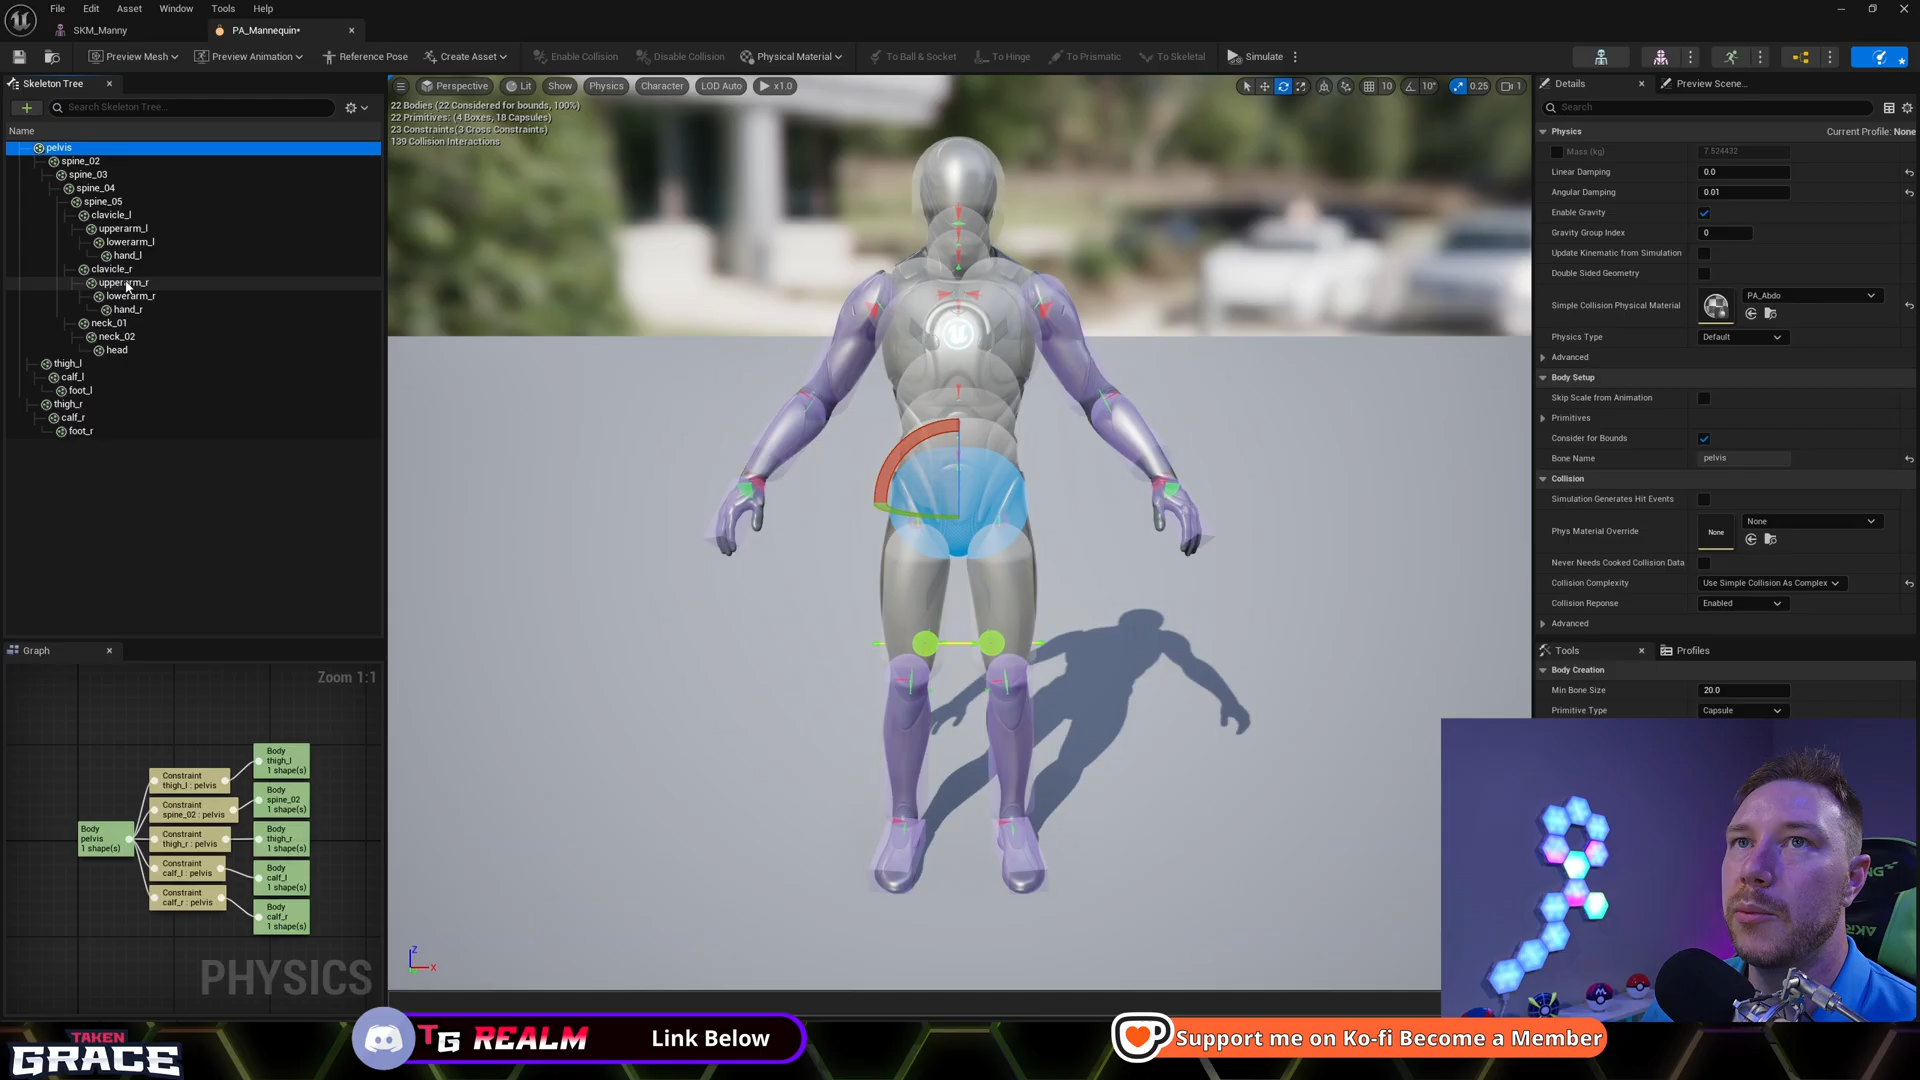 File Edit Asset Window Tools Help
SKM_Manny
PA_Mannequin•
Preview Mesh
Preview Animation
Reference Pose
Create Asset
Enable Collision
Disable Collision
Physical Material
To Ball & Socket
To Hinge
To Prismatic
To Skeletal
Simulate
Skeleton Tree
Search Skeleton Tree...
Name
pelvis
spine_02
spine_03
spine_04
spine_05
clavicle_l
upperarm_l
lowerarm_l
hand_l
clavicle_r
upperarm_r
lowerarm_r
hand_r
neck_01
neck_02
head
thigh_l
calf_l
foot_l
thigh_r
calf_r
foot_r
Perspective
Lit
Show
Physics
Character
LOD Auto
x1.0
10
10°
0.25
1
22 Bodies (22 Considered for bounds, 100%)
22 Primitives: (4 Boxes, 18 Capsules)
23 Constraints(3 Cross Constraints)
139 Collision Interactions
Z
X
Graph
Zoom 1:1
Body
pelvis
1 shape(s)
Constraint
thigh_l : pelvis
Constraint
spine_02 : pelvis
Constraint
thigh_r : pelvis
Constraint
calf_l : pelvis
Constraint
calf_r : pelvis
Body
thigh_l
1 shape(s)
Body
spine_02
1 shape(s)
Body
thigh_r
1 shape(s)
Body
calf_l
1 shape(s)
Body
calf_r
1 shape(s)
PHYSICS
Details
Preview Scene...
Search
Physics
Current Profile: None
Mass (kg) 7.524432
Linear Damping 0.0
Angular Damping 0.01
Enable Gravity
Gravity Group Index 0
Update Kinematic from Simulation
Double Sided Geometry
Simple Collision Physical Material PA_Abdo
Physics Type Default
Advanced
Body Setup
Skip Scale from Animation
Primitives
Consider for Bounds
Bone Name pelvis
Collision
Simulation Generates Hit Events
Phys Material Override None None
Never Needs Cooked Collision Data
Collision Complexity Use Simple Collision As Complex
Collision Reponse Enabled
Advanced
Tools
Profiles
Body Creation
Min Bone Size 20.0
Primitive Type Capsule
TAKEN
GRACE
TG REALM Link Below
Support me on Ko-fi Become a Member